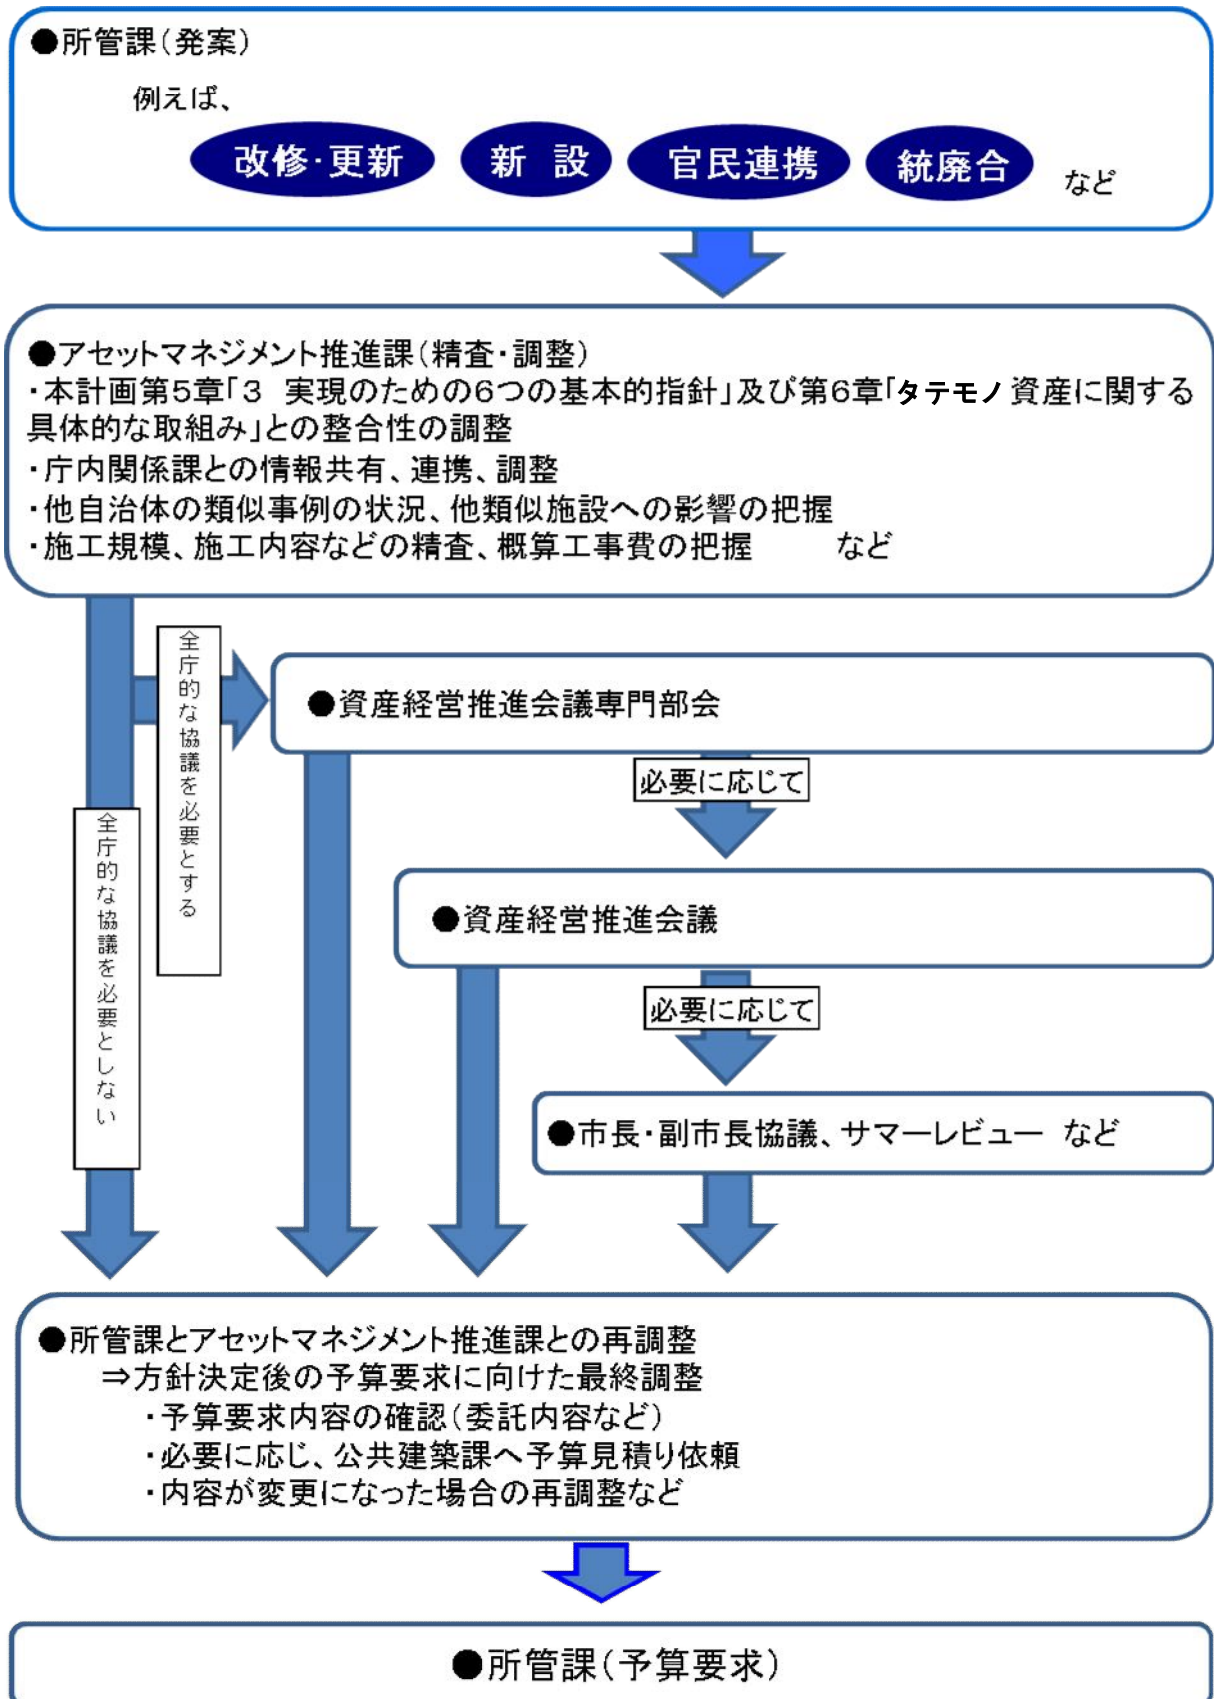 ●所管課(発案)
例えば、
改修・更新 新 設 官民連携 統廃合 など
●アセットマネジメント推進課(精査・調整)
・本計画第5章「3 実現のための6つの基本的指針」及び第6章「タテモノ資産に関する
具体的な取組み」との整合性の調整
・庁内関係課との情報共有、連携、調整
・他自治体の類似事例の状況、他類似施設への影響の把握
・施工規模、施工内容などの精査、概算工事費の把握 など
全庁的な協議を必要とする
●資産経営推進会議専門部会
必要に応じて
全庁的な協議を必要としない
●資産経営推進会議
必要に応じて
●市長・副市長協議、サマーレビュー など
●所管課とアセットマネジメント推進課との再調整
⇒方針決定後の予算要求に向けた最終調整
・予算要求内容の確認(委託内容など)
・必要に応じ、公共建築課へ予算見積り依頼
・内容が変更になった場合の再調整など
●所管課(予算要求)